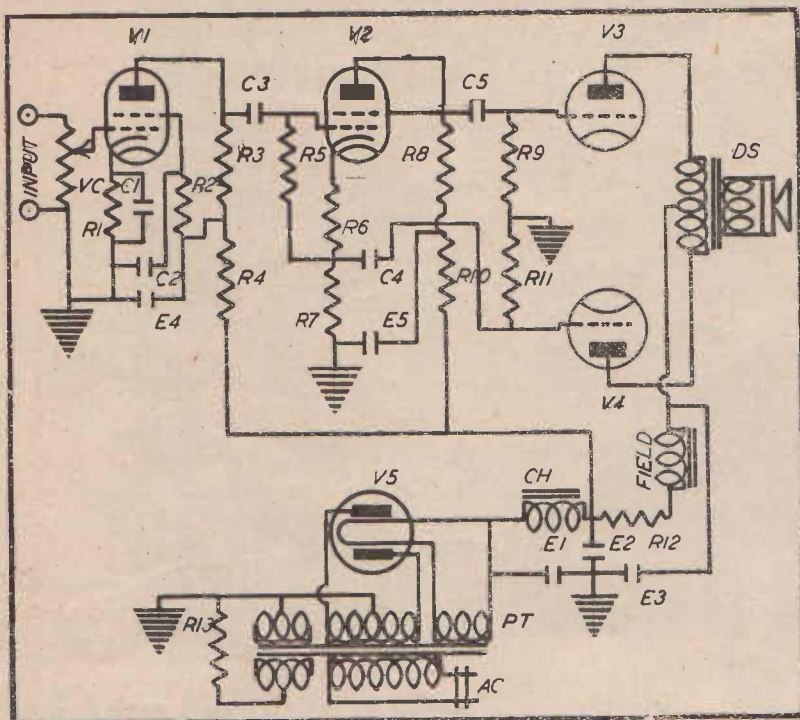 V1
V2
V3
C3
C5
R3
R5
R8
R9
DS
INPUT
VC
C1
R2
R1
R6
C2
R4
C4
R10
R11
E4
R7
E5
V4
V5
CH
FIELD
E1
E2
R12
E3
R13
PT
AC